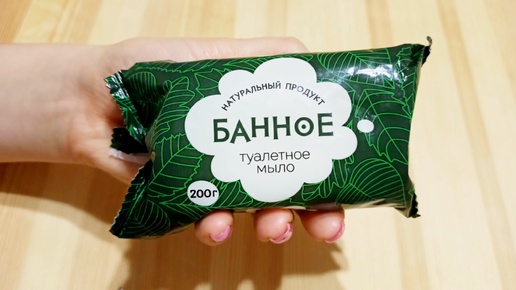 НАТУРАЛЬНЫЙ ПРОДУКТ
БАННОЕ
туалетное
мыло
200г